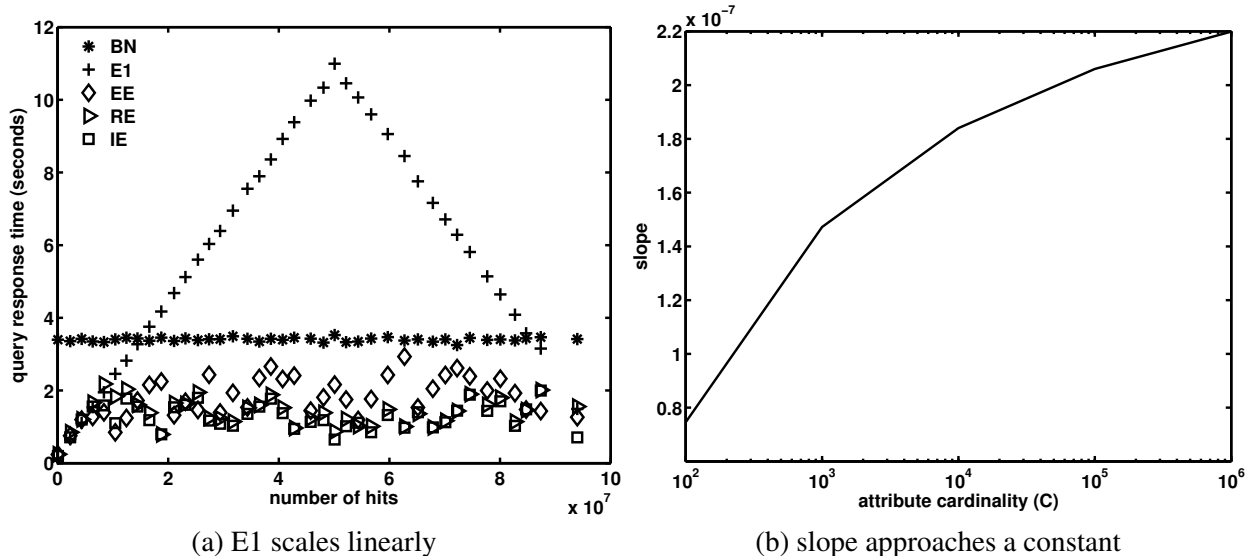 12
10
8
6
4
2
0
query response time (seconds)
BN
E1
EE
RE
IE
0 2 4 6 8 10
number of hits
x 10^7
(a) E1 scales linearly
x 10^-7
2.2
2
1.8
1.6
1.4
1.2
1
0.8
slope
10^2 10^3 10^4 10^5 10^6
attribute cardinality (C)
(b) slope approaches a constant